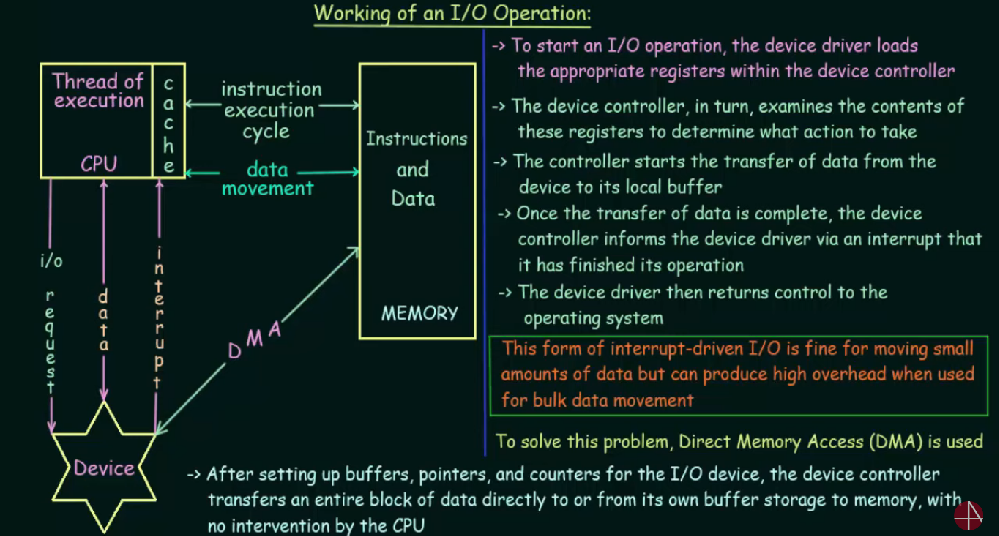 Working of an I/O Operation:
Thread of
execution
CPU
cache
instruction
execution
cycle
data
movement
Instructions
and
Data
MEMORY
i/o request
data
interrupt
DMA
Device
-> To start an I/O operation, the device driver loads
the appropriate registers within the device controller
-> The device controller, in turn, examines the contents of
these registers to determine what action to take
-> The controller starts the transfer of data from the
device to its local buffer
-> Once the transfer of data is complete, the device
controller informs the device driver via an interrupt that
it has finished its operation
-> The device driver then returns control to the
operating system
This form of interrupt-driven I/O is fine for moving small
amounts of data but can produce high overhead when used
for bulk data movement
To solve this problem, Direct Memory Access (DMA) is used
-> After setting up buffers, pointers, and counters for the I/O device, the device controller
transfers an entire block of data directly to or from its own buffer storage to memory, with
no intervention by the CPU